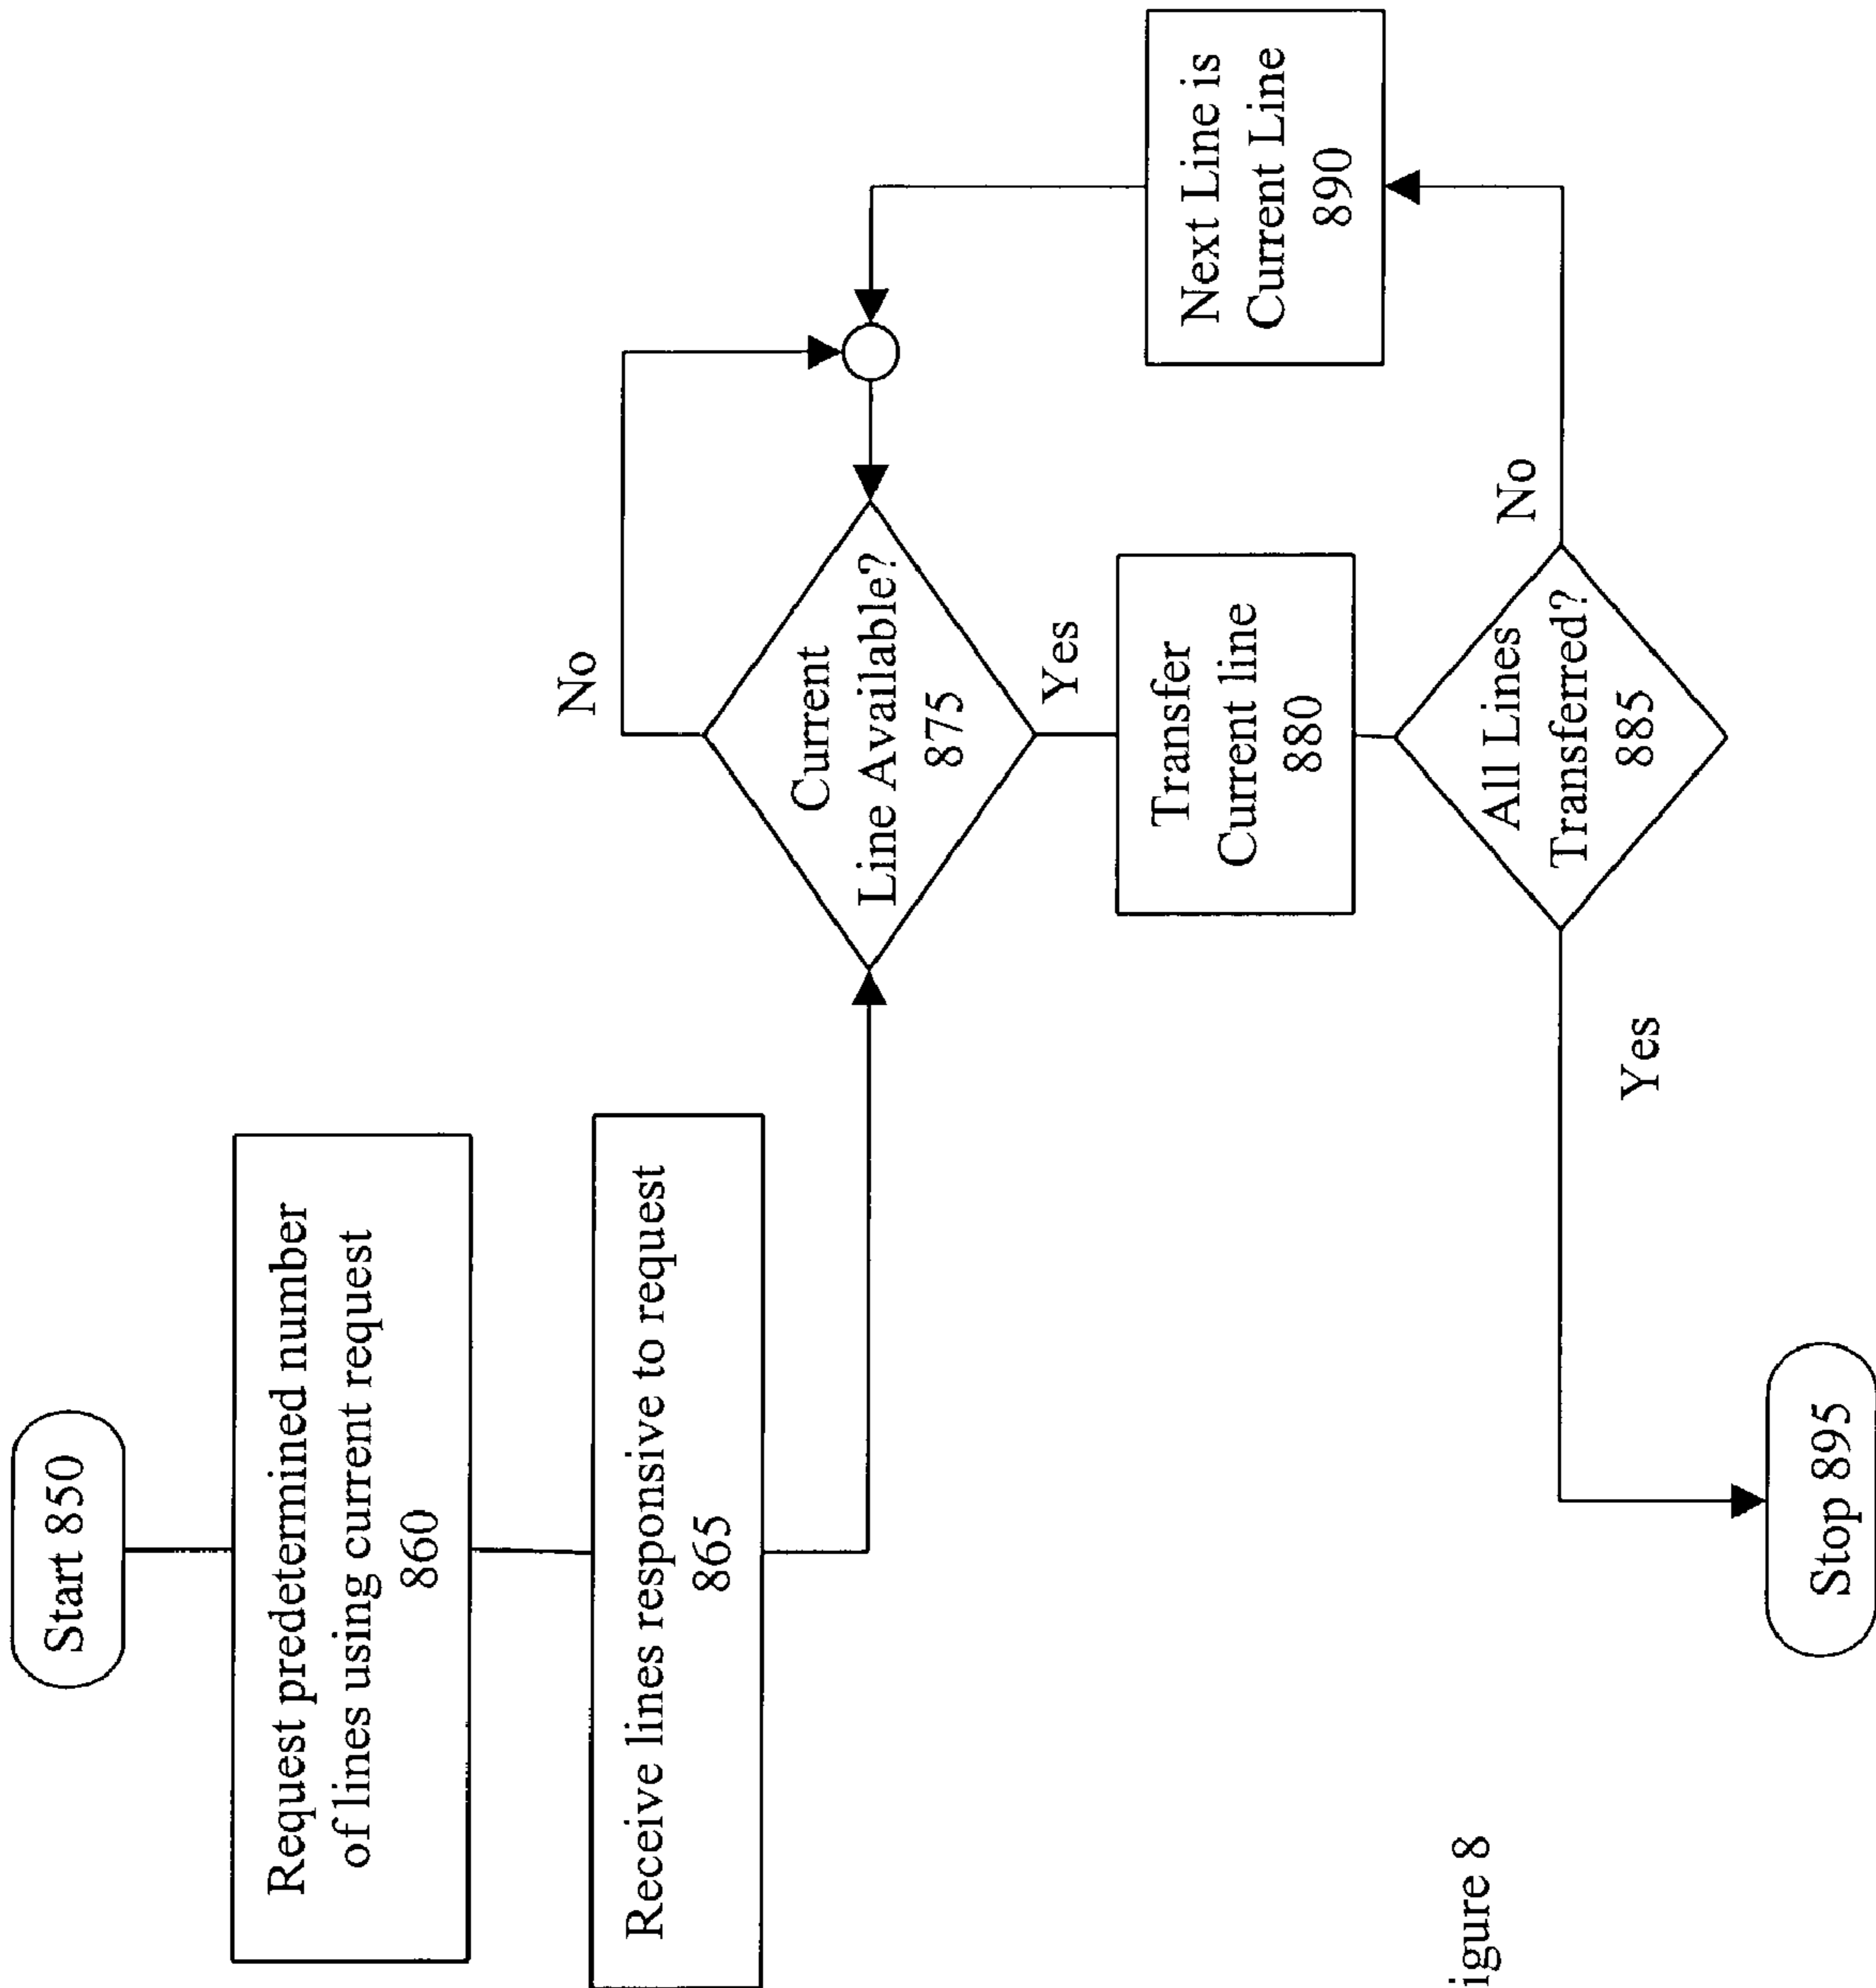 Start 850
Request predetermined number
of lines using current request
860
Receive lines responsive to request
865
No
Current
Line Available?
875
Yes
Transfer
Current line
880
Next Line is
Current Line
890
All Lines
Transferred?
885
No
Yes
Stop 895
igure 8